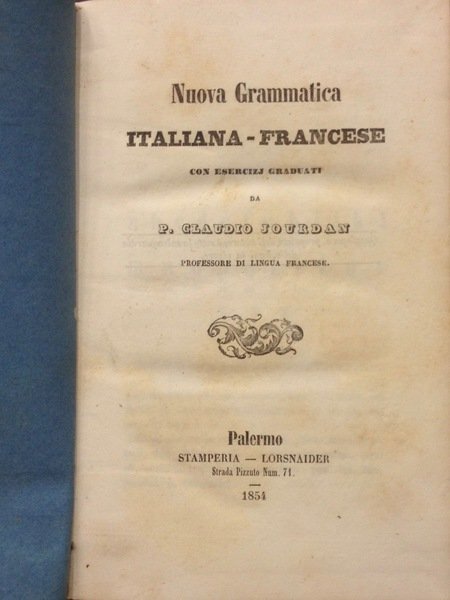 Nuova Grammatica
ITALIANA-FRANCESE
CON ESERCIZJ GRADUATI
DA
P. CLAUDIO JOURDAN
PROFESSORE DI LINGUA FRANCESE.
Palermo
STAMPERIA — LORSNAIDER
Strada Pizzuto Num. 71.
1854